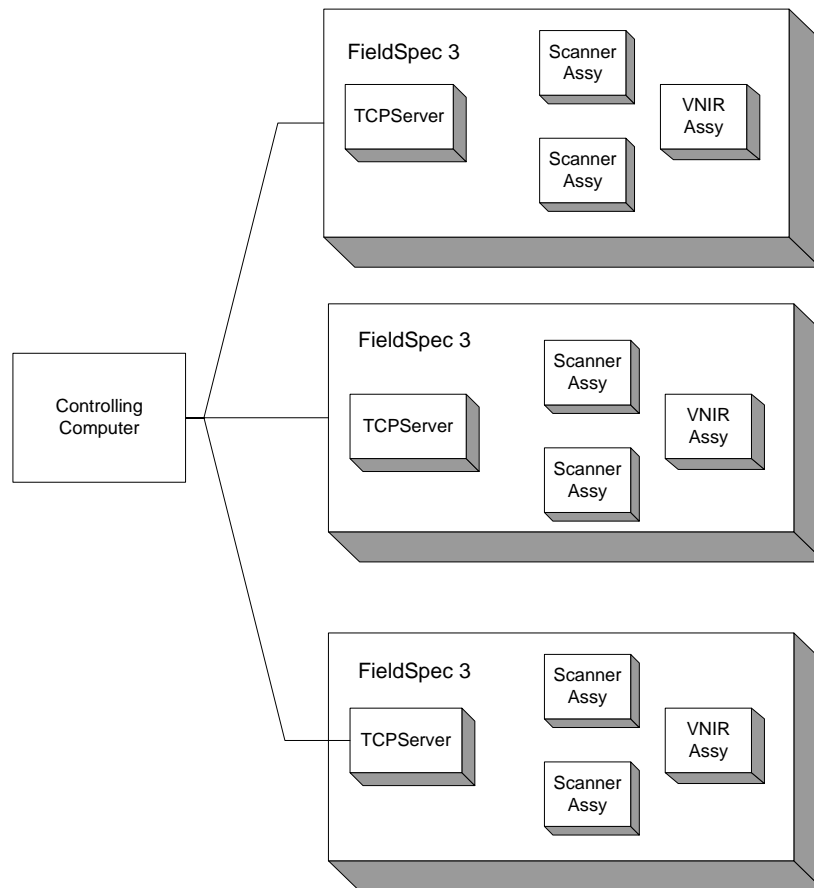 FieldSpec 3
Scanner
Assy
TCPServer
VNIR
Assy
Scanner
Assy
Controlling
Computer
FieldSpec 3
Scanner
Assy
TCPServer
VNIR
Assy
Scanner
Assy
FieldSpec 3
Scanner
Assy
TCPServer
VNIR
Assy
Scanner
Assy